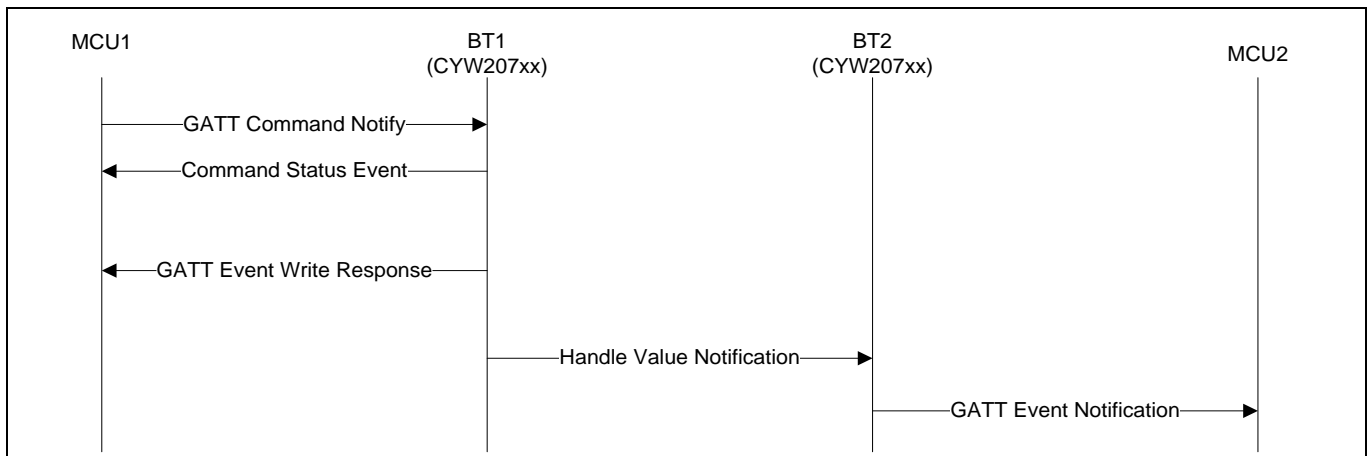 MCU1
BT1
(CYW207xx)
BT2
(CYW207xx)
MCU2
GATT Command Notify
Command Status Event
GATT Event Write Response
Handle Value Notification
GATT Event Notification